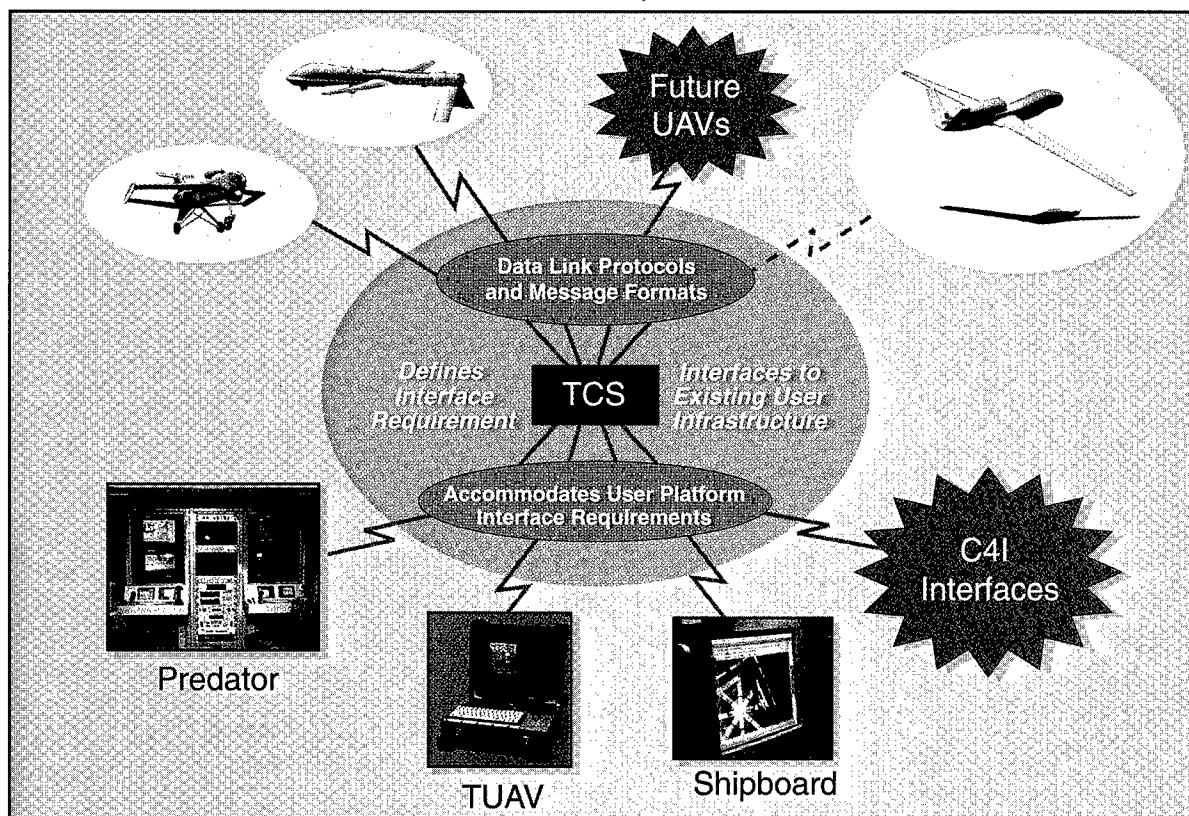 Future
UAVs
Data Link Protocols
and Message Formats
Defines
Interface
Requirement
TCS
Interfaces to
Existing User
Infrastructure
Accommodates User Platform
Interface Requirements
C4I
Interfaces
Predator
TUAV
Shipboard